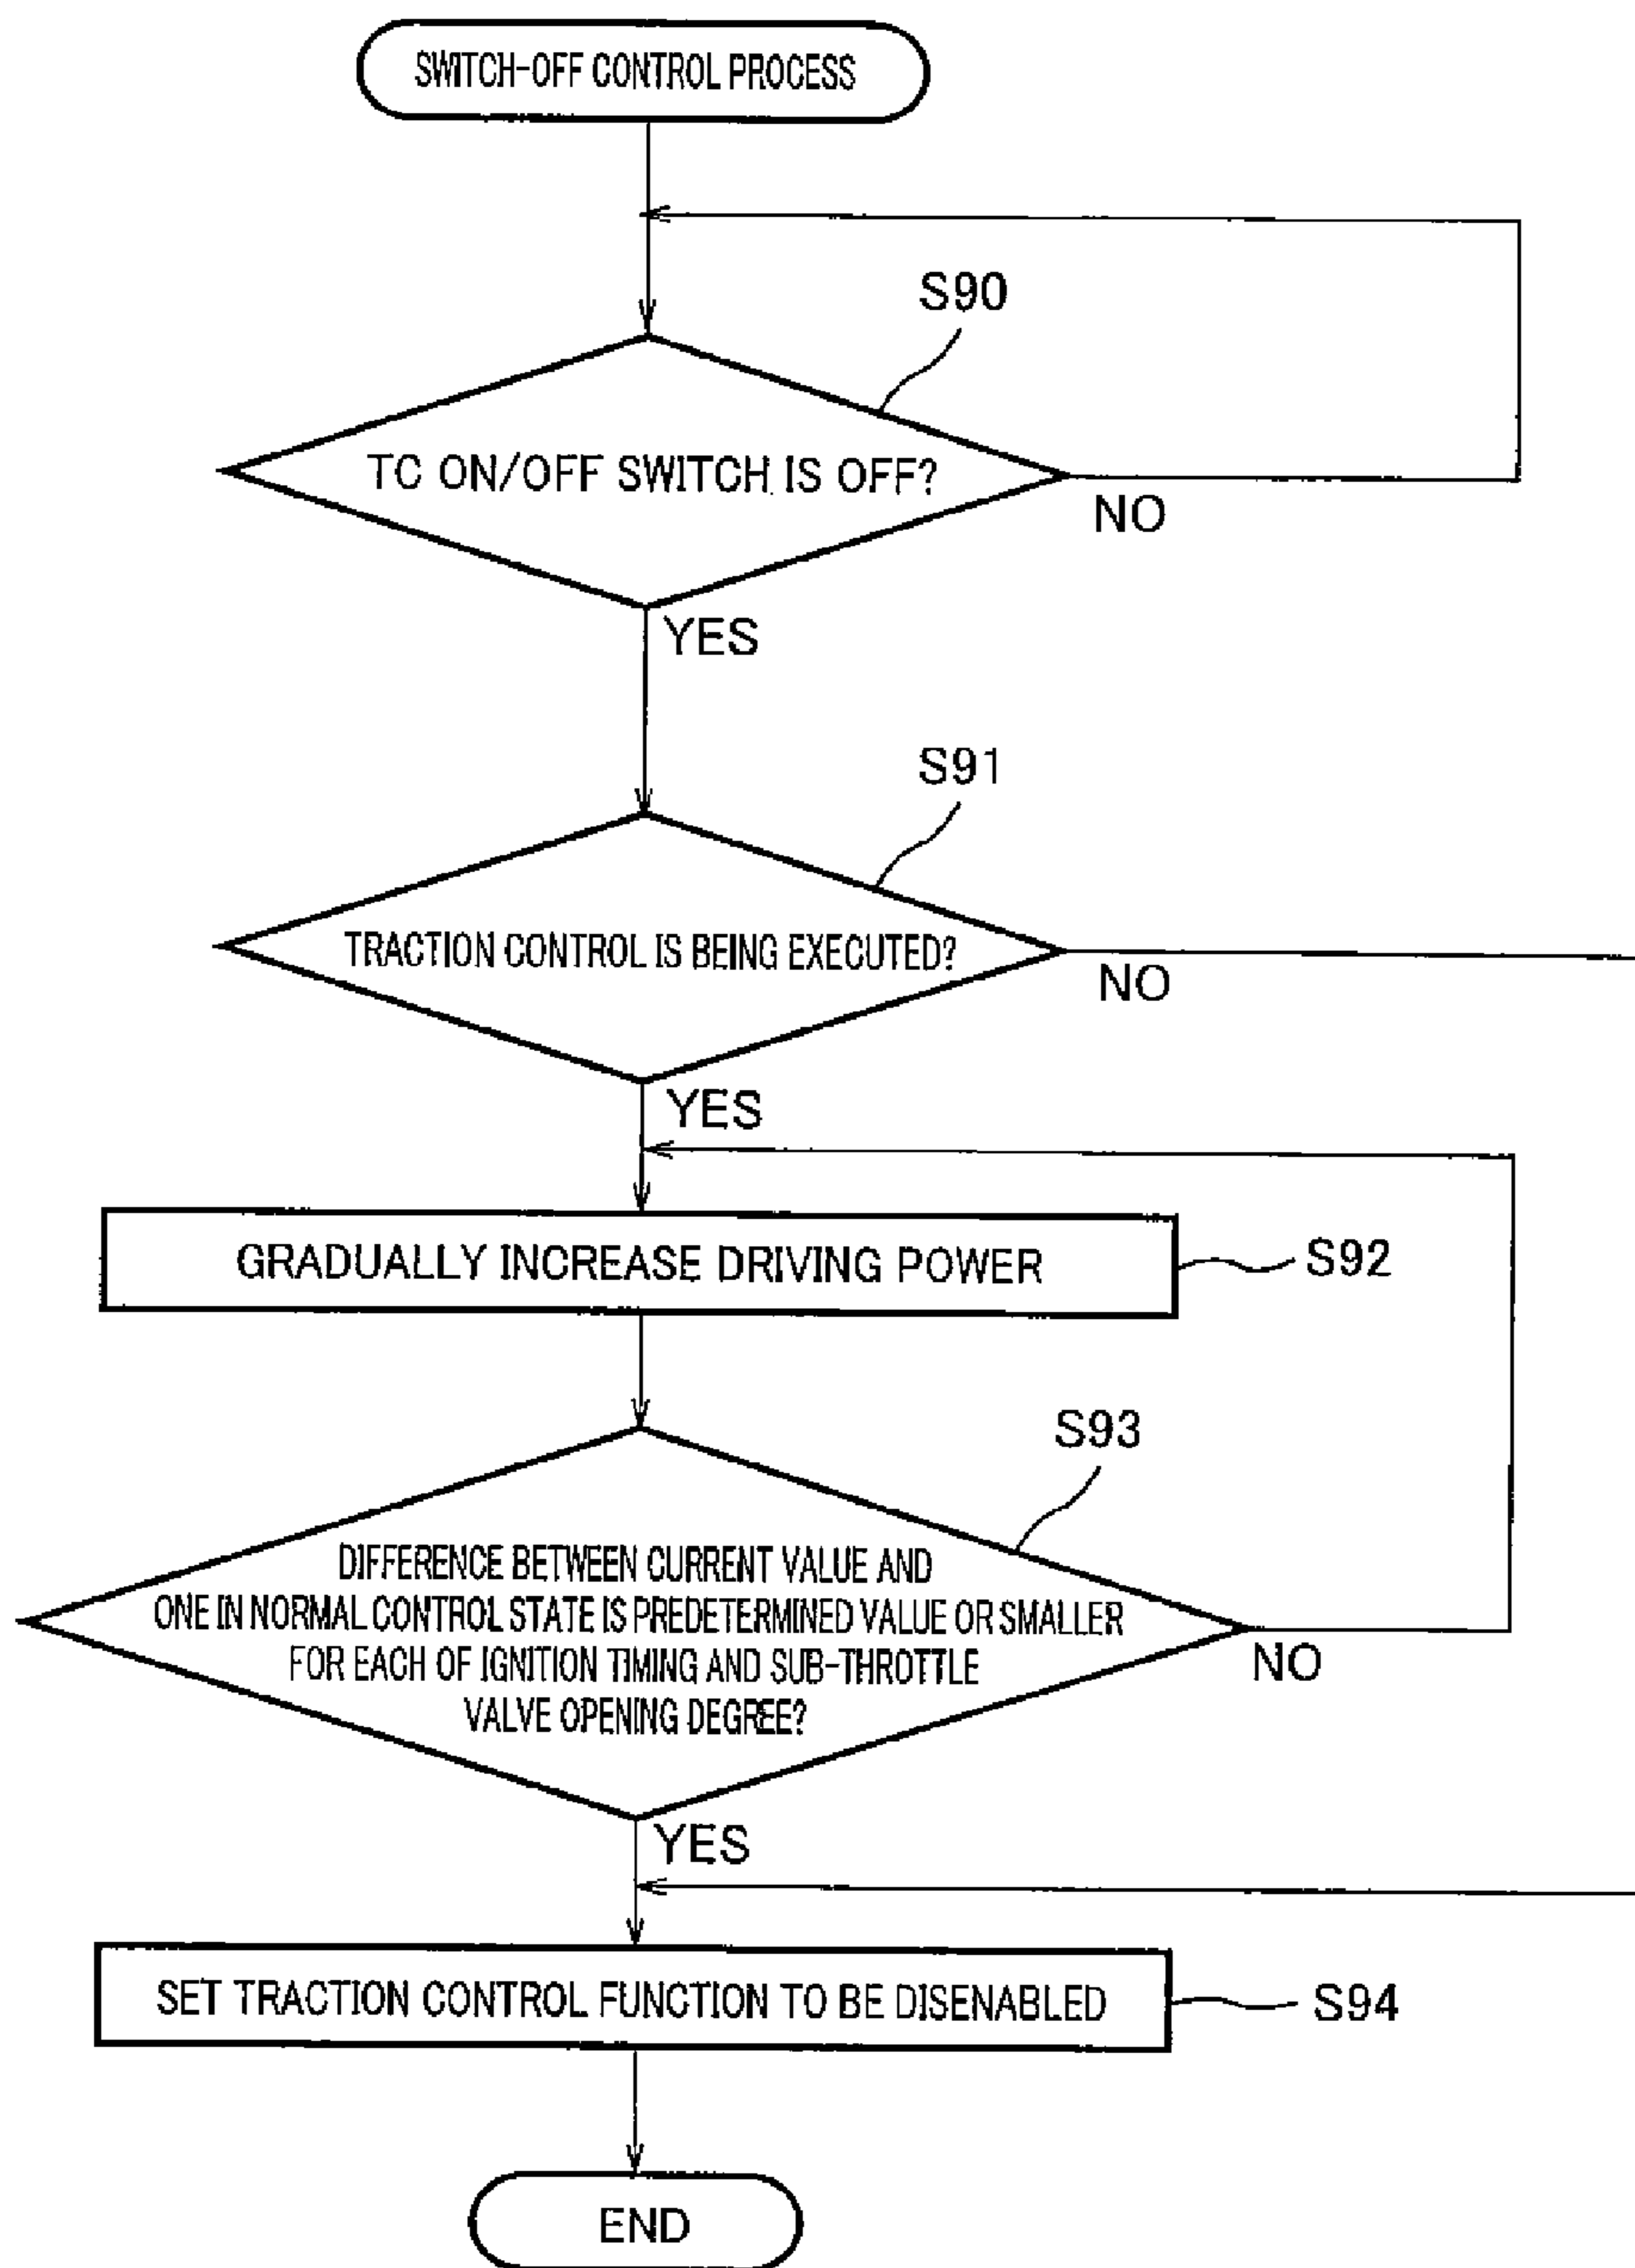 SWITCH-OFF CONTROL PROCESS
S90
TC ON/OFF SWITCH IS OFF?
NO
YES
S91
TRACTION CONTROL IS BEING EXECUTED?
NO
YES
GRADUALLY INCREASE DRIVING POWER
S92
S93
DIFFERENCE BETWEEN CURRENT VALUE AND
ONE IN NORMAL CONTROL STATE IS PREDETERMINED VALUE OR SMALLER
FOR EACH OF IGNITION TIMING AND SUB-THROTTLE
VALVE OPENING DEGREE?
NO
YES
SET TRACTION CONTROL FUNCTION TO BE DISENABLED
S94
END